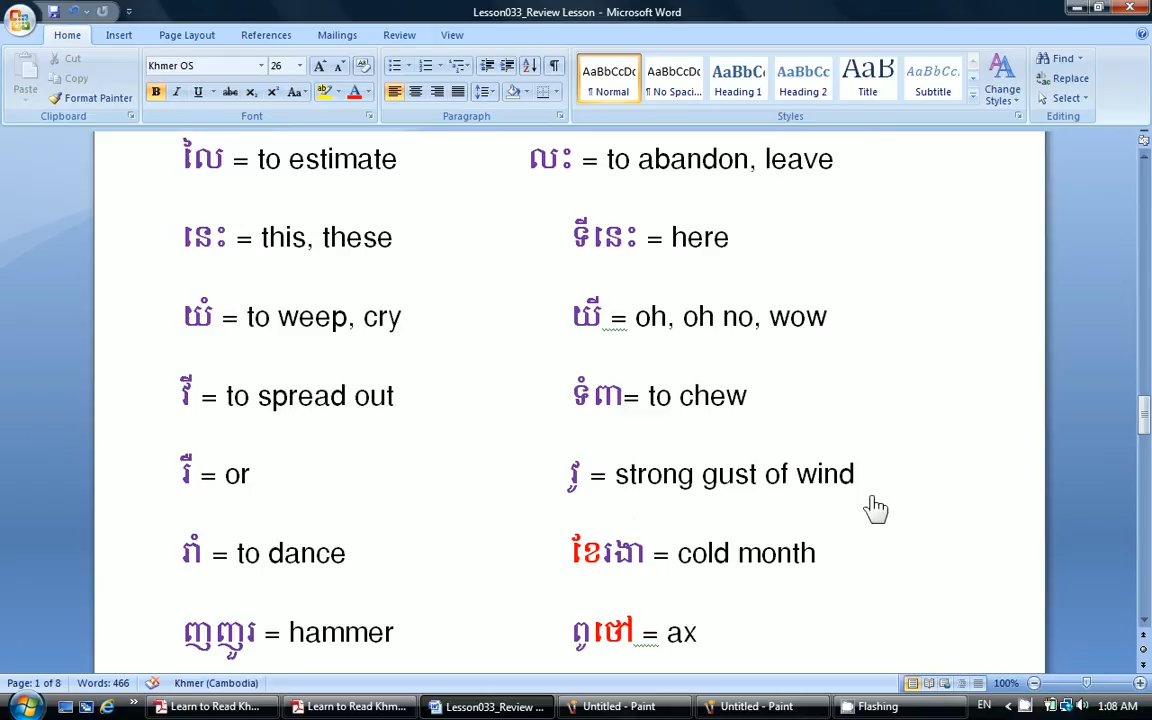 Lesson033_Review Lesson - Microsoft Word
Home Insert Page Layout References Mailings Review View
Paste Cut Copy Format Painter Clipboard
Khmer OS 26 Font
Paragraph
AaBbCcDc ¶ Normal AaBbCcDc ¶ No Spaci... AaBbCc Heading 1 AaBbCc Heading 2 AaB Title AaBbCc. Subtitle Change Styles Styles
Find Replace Select Editing
លៃ = to estimate លះ = to abandon, leave
នេះ = this, these ទីនេះ = here
យំ = to weep, cry យី = oh, oh no, wow
វី = to spread out ទំពា= to chew
រឺ = or វូ = strong gust of wind
រាំ = to dance ខែរងា = cold month
ញញួរ = hammer ពូថៅ = ax
Page: 1 of 8 Words: 466 Khmer (Cambodia) 100%
Learn to Read Kh... Learn to Read Khm... Lesson033_Review ... Untitled - Paint Untitled - Paint Flashing EN 1:08 AM